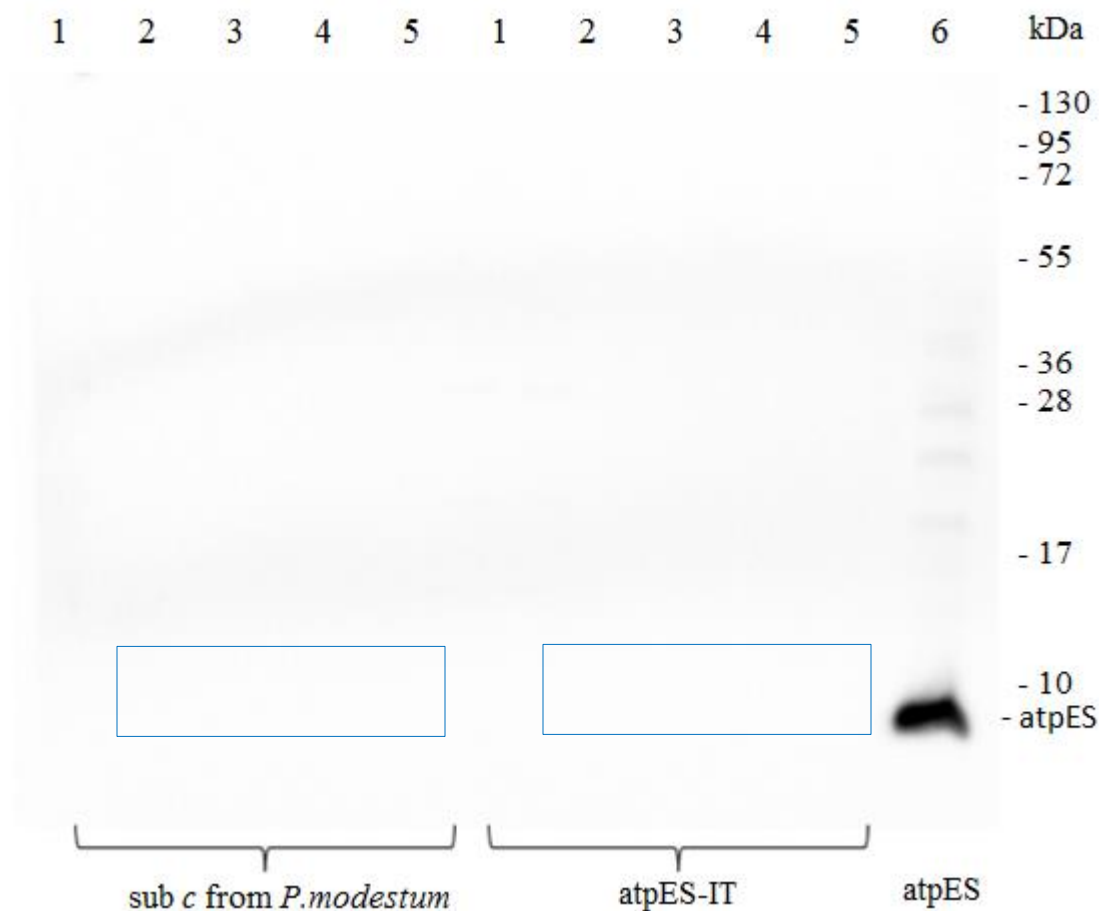 1 2 3 4 5 1 2 3 4 5 6 kDa
- 130
- 95
- 72
- 55
- 36
- 28
- 17
- 10
- atpES
sub c from P.modestum atpES-IT atpES